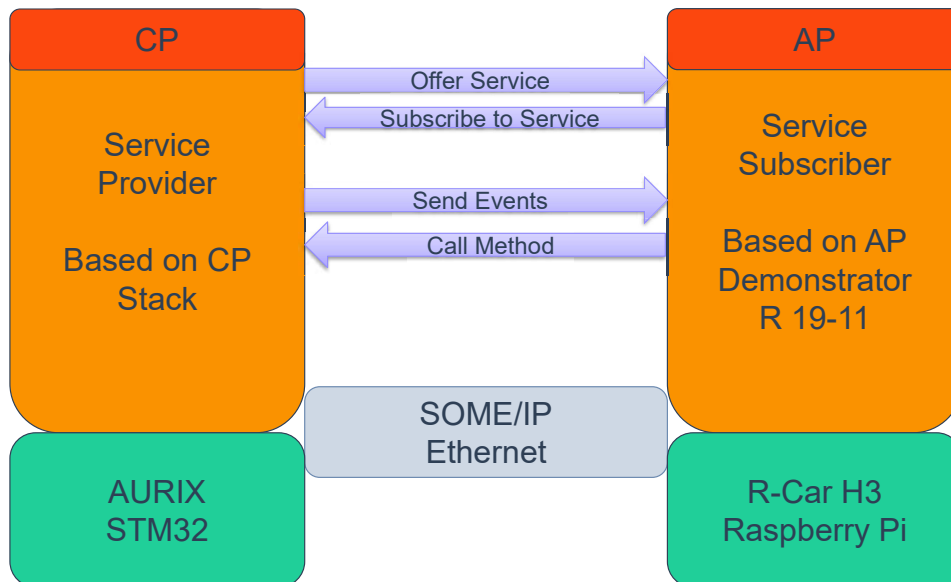 CP
Service
Provider
Based on CP
Stack
AURIX
STM32
Offer Service
Subscribe to Service
Send Events
Call Method
SOME/IP
Ethernet
AP
Service
Subscriber
Based on AP
Demonstrator
R 19-11
R-Car H3
Raspberry Pi